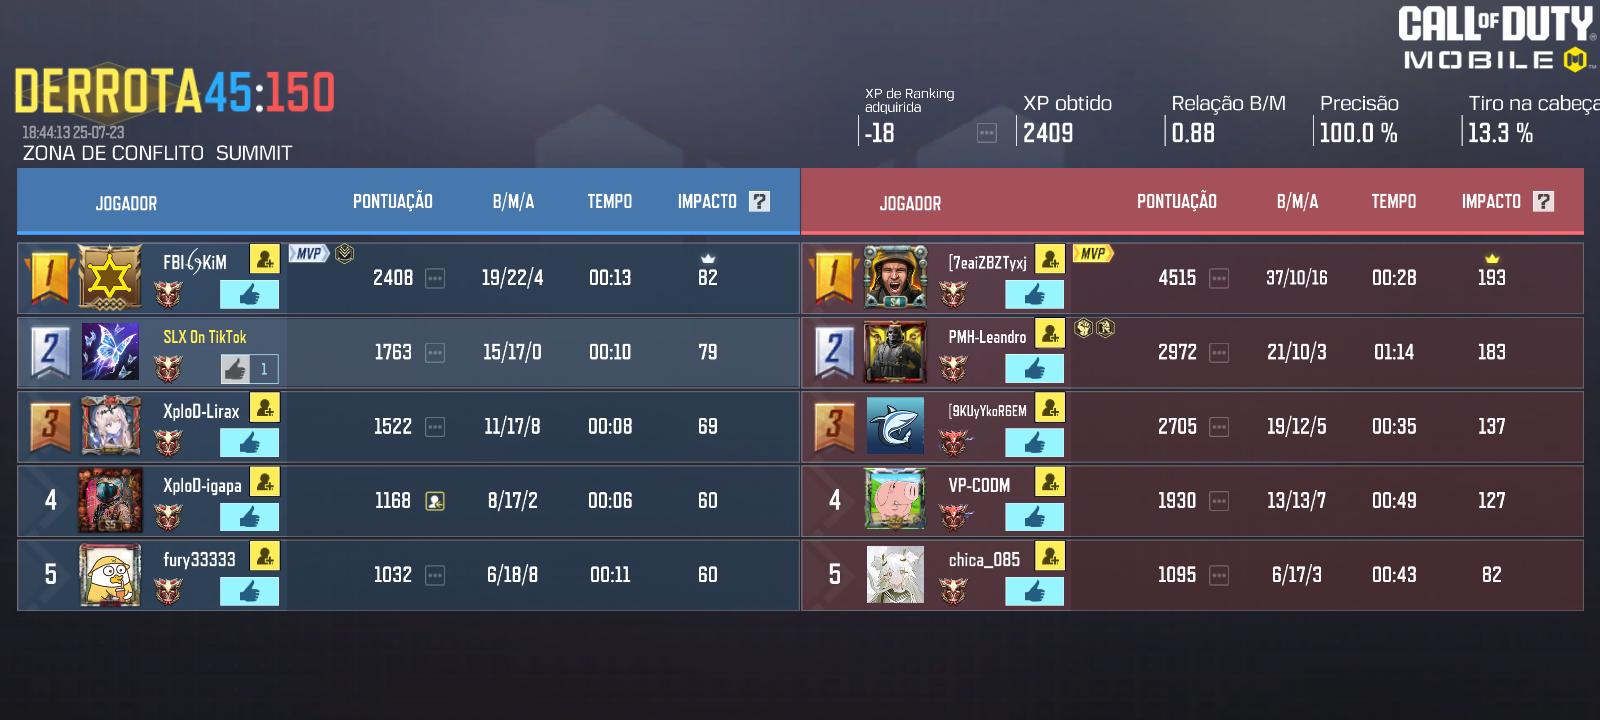 CALL OF DUTY
MOBILE
DERROTA 45:150
18:44:13 25-07-23
ZONA DE CONFLITO SUMMIT
XP de Ranking adquirida
-18
XP obtido
2409
Relação B/M
0.88
Precisão
100.0 %
Tiro na cabeça
13.3 %
JOGADOR PONTUAÇÃO B/M/A TEMPO IMPACTO ?
1 FBI KiM MVP 2408 19/22/4 00:13 82
2 SLX On TikTok 1 1763 15/17/0 00:10 79
3 XploD-Lirax 1522 11/17/8 00:08 69
4 XploD-igapa S5 1168 8/17/2 00:06 60
5 fury33333 1032 6/18/8 00:11 60
JOGADOR PONTUAÇÃO B/M/A TEMPO IMPACTO ?
1 S4 [7eaiZBZTyxj MVP 4515 37/10/16 00:28 193
2 PMH-Leandro 2972 21/10/3 01:14 183
3 [9KUyYkoR6EM 2705 19/12/5 00:35 137
4 VP-CODM 1930 13/13/7 00:49 127
5 chica_085 1095 6/17/3 00:43 82